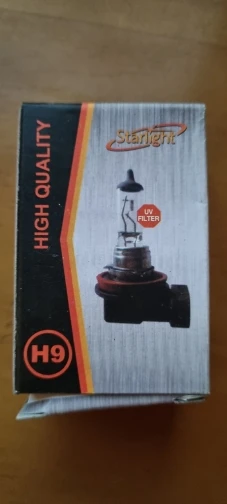 Starlight
HIGH QUALITY
UV
FILTER
H9